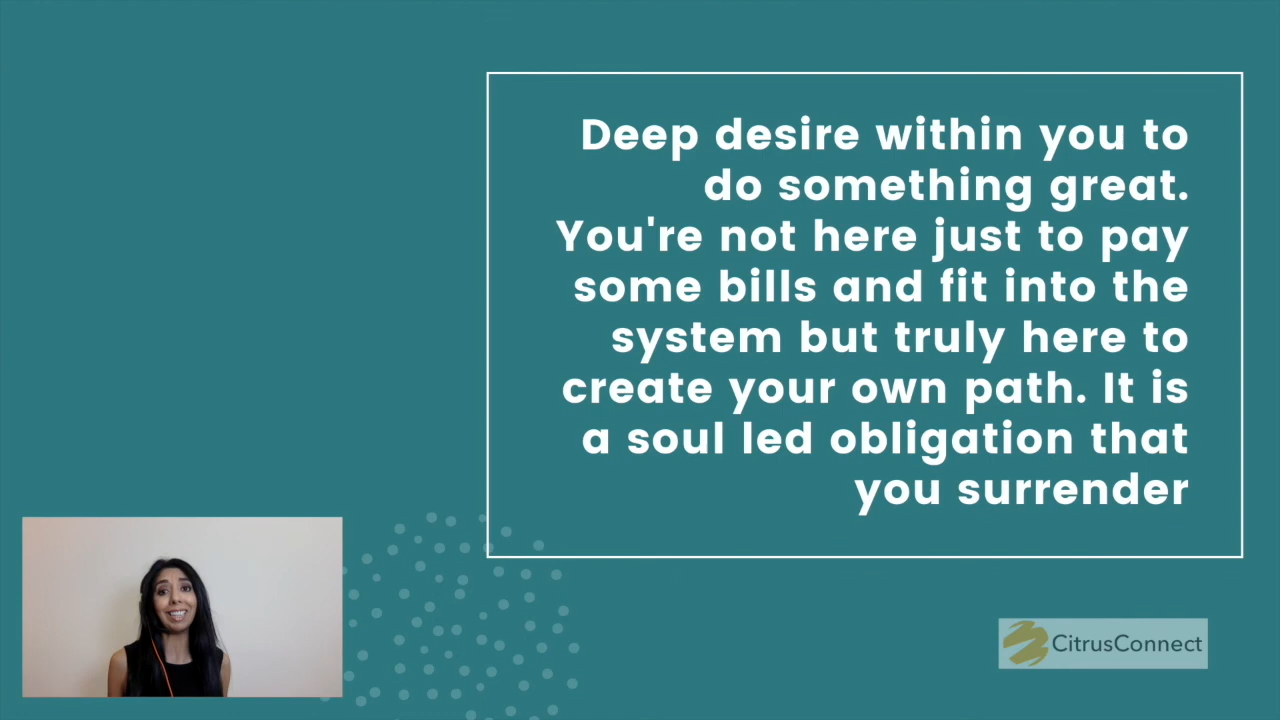 Deep desire within you to
do something great.
You're not here just to pay
some bills and fit into the
system but truly here to
create your own path. It is
a soul led obligation that
you surrender
CitrusConnect